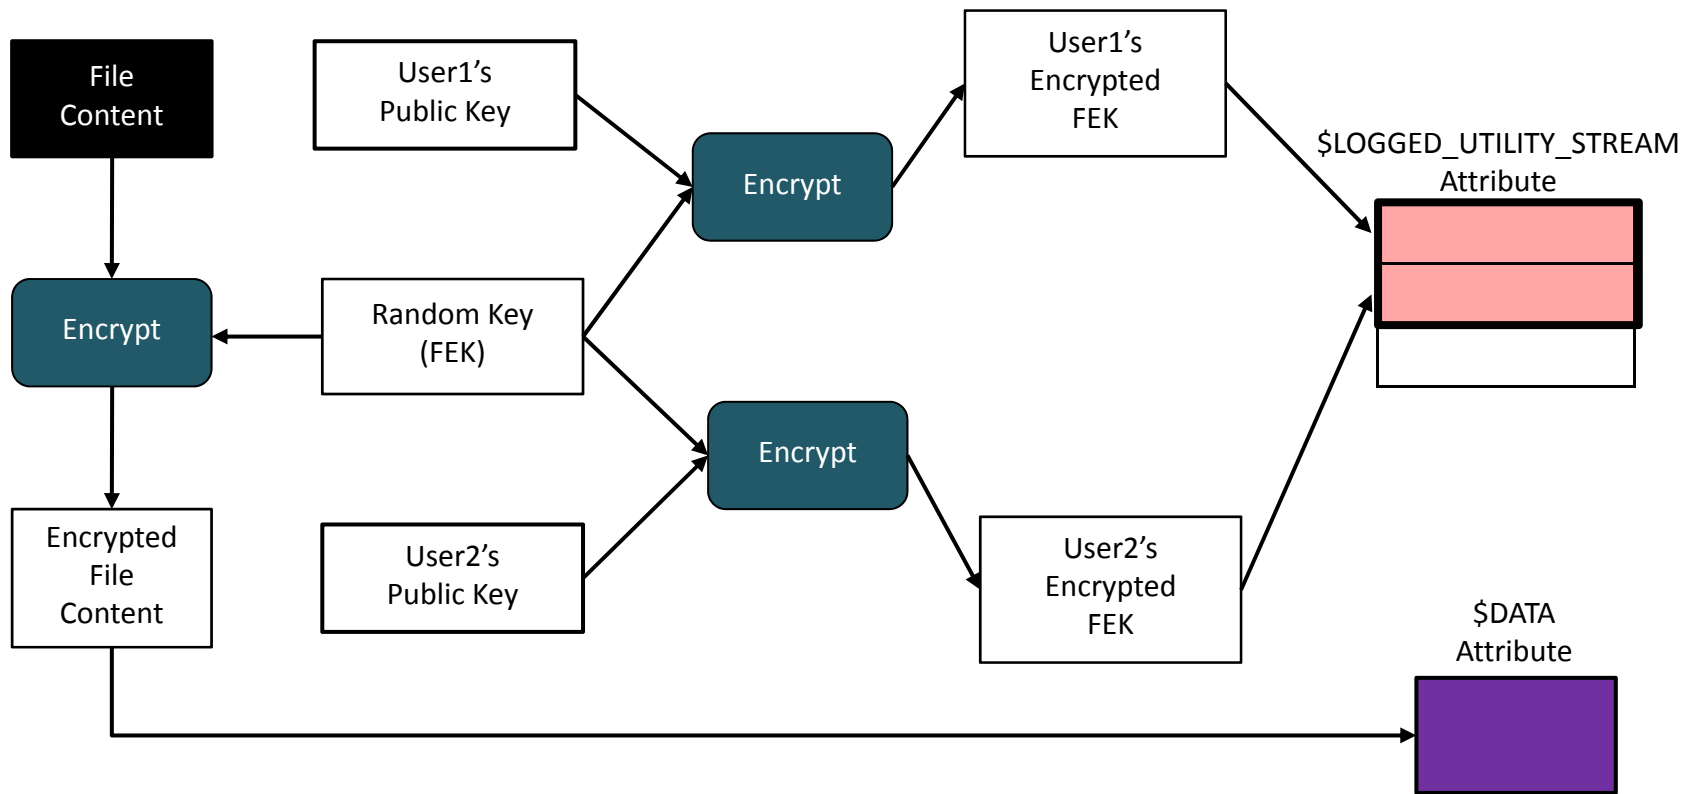 File
Content
User1’s
Public Key
User1’s
Encrypted
FEK
Encrypt
$LOGGED_UTILITY_STREAM
Attribute
Encrypt
Random Key
(FEK)
Encrypt
Encrypted
File
Content
User2’s
Public Key
User2’s
Encrypted
FEK
$DATA
Attribute